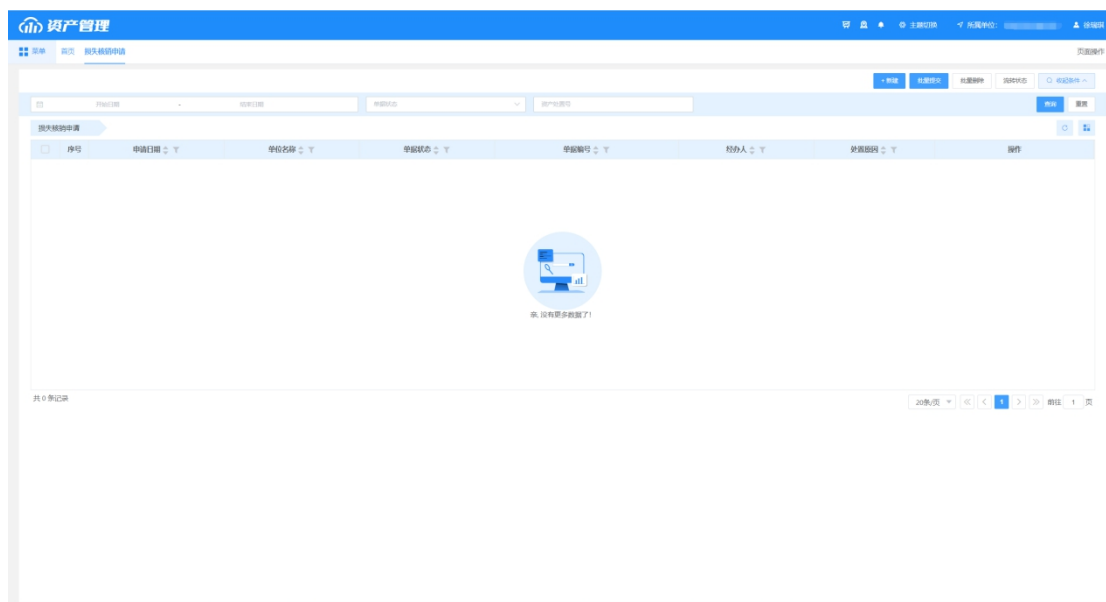 资产管理
主题切换 所属单位:
菜单 首页 损失核销申请 页面操作
+ 新建 批量提交 批量删除 流转状态 收起条件
开始日期 - 结束日期 单据状态 资产处置号 查询 重置
损失核销申请
序号 申请日期 单位名称 单据状态 单据编号 经办人 处置原因 操作
亲, 没有更多数据了!
共 0 条记录 20条/页 1 前往 1 页